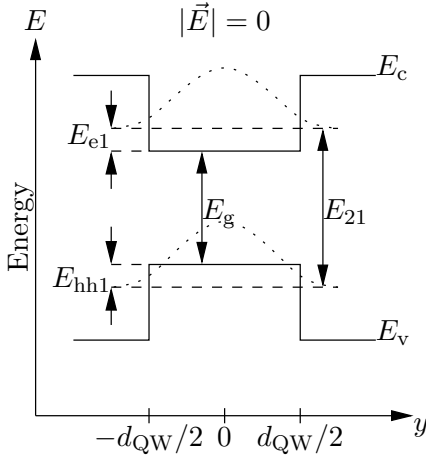 E
|E⃗| = 0
E_c
E_e1
E_g
E_21
Energy
E_hh1
E_v
−d_QW/2
0
d_QW/2
y